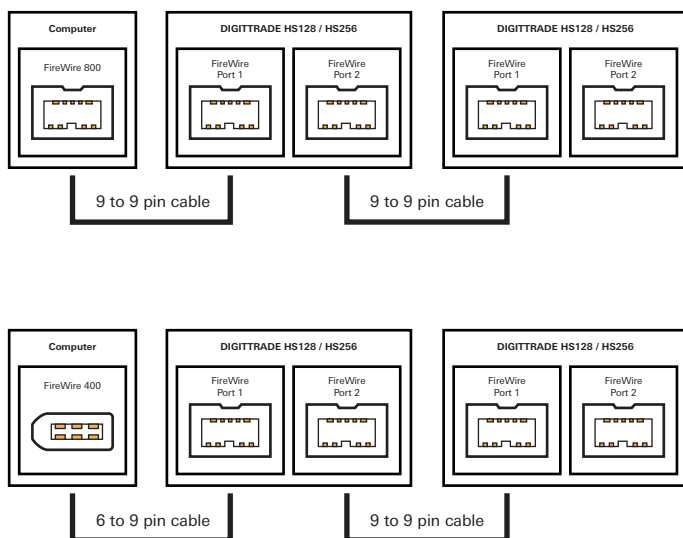 Computer
DIGITTRADE HS128 / HS256
DIGITTRADE HS128 / HS256
FireWire 800
FireWire
Port 1
FireWire
Port 2
FireWire
Port 1
FireWire
Port 2
9 to 9 pin cable
9 to 9 pin cable
Computer
DIGITTRADE HS128 / HS256
DIGITTRADE HS128 / HS256
FireWire 400
FireWire
Port 1
FireWire
Port 2
FireWire
Port 1
FireWire
Port 2
6 to 9 pin cable
9 to 9 pin cable